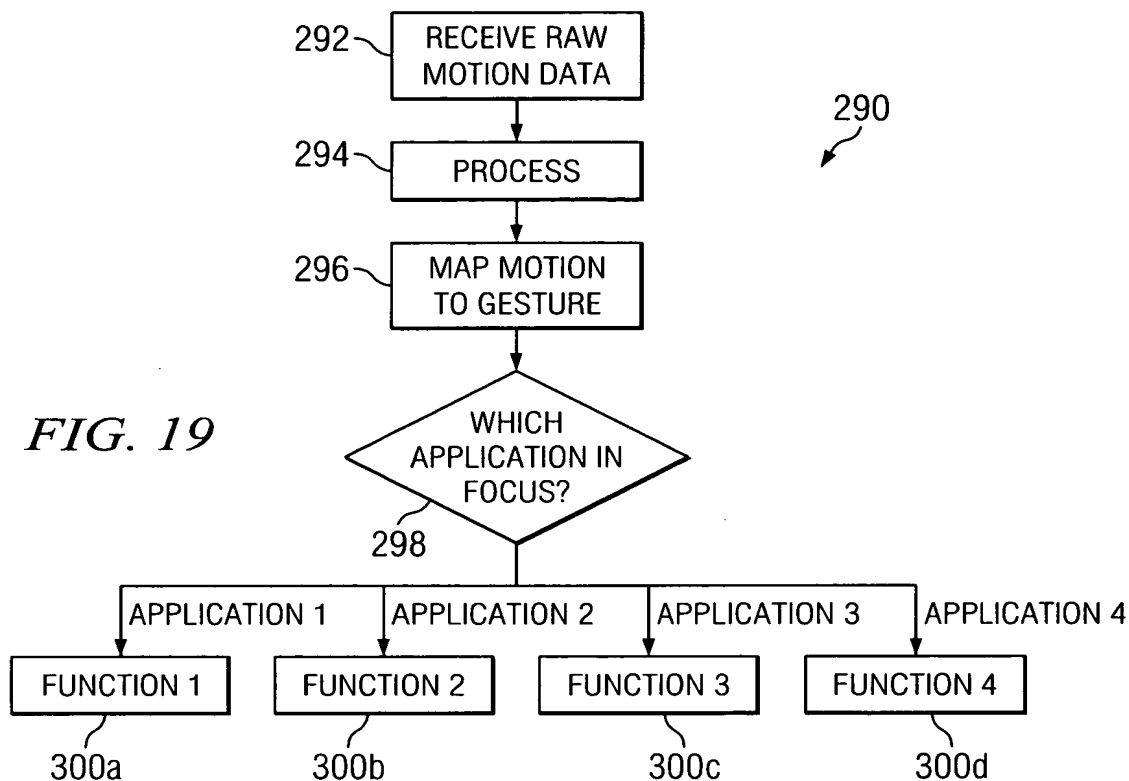 292
RECEIVE RAW
MOTION DATA
290
294
PROCESS
296
MAP MOTION
TO GESTURE
FIG. 19
WHICH
APPLICATION IN
FOCUS?
298
APPLICATION 1
APPLICATION 2
APPLICATION 3
APPLICATION 4
FUNCTION 1
FUNCTION 2
FUNCTION 3
FUNCTION 4
300a
300b
300c
300d